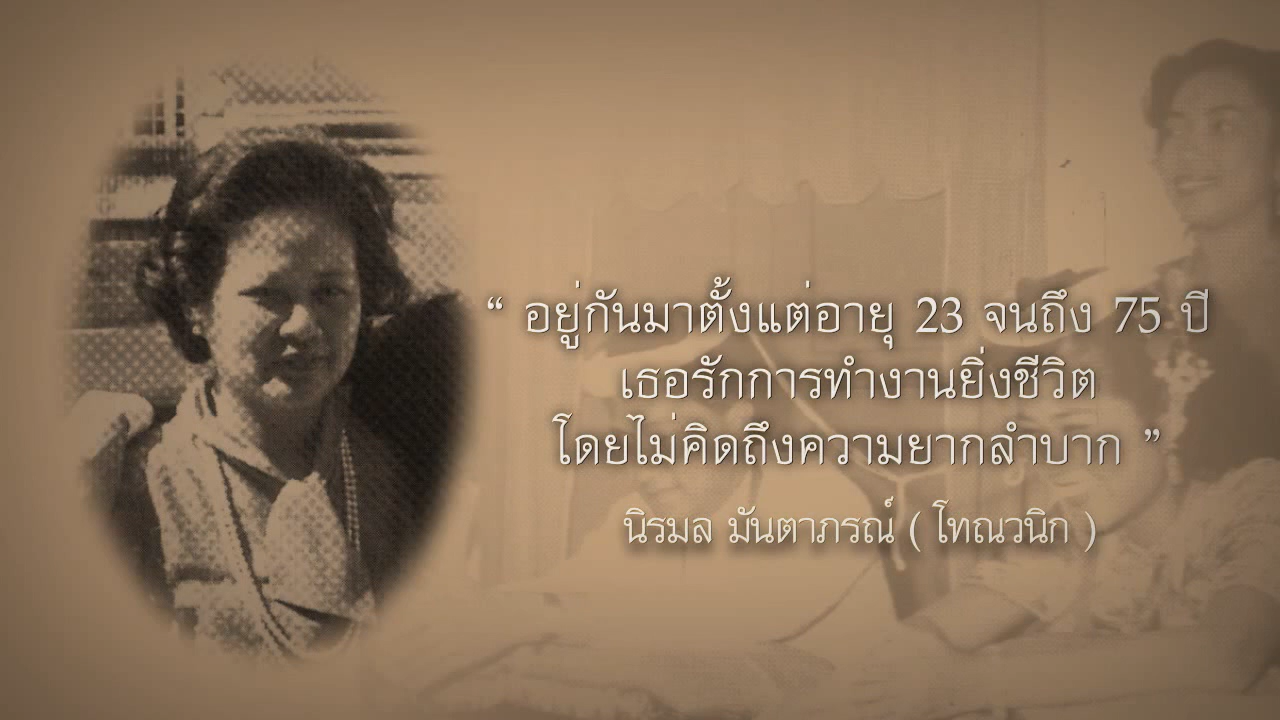 “ อยู่กันมาตั้งแต่อายุ 23 จนถึง 75 ปี
เธอรักการทำงานยิ่งชีวิต
โดยไม่คิดถึงความยากลำบาก ”
นิรมล มันตาภรณ์ ( โทณวนิก )